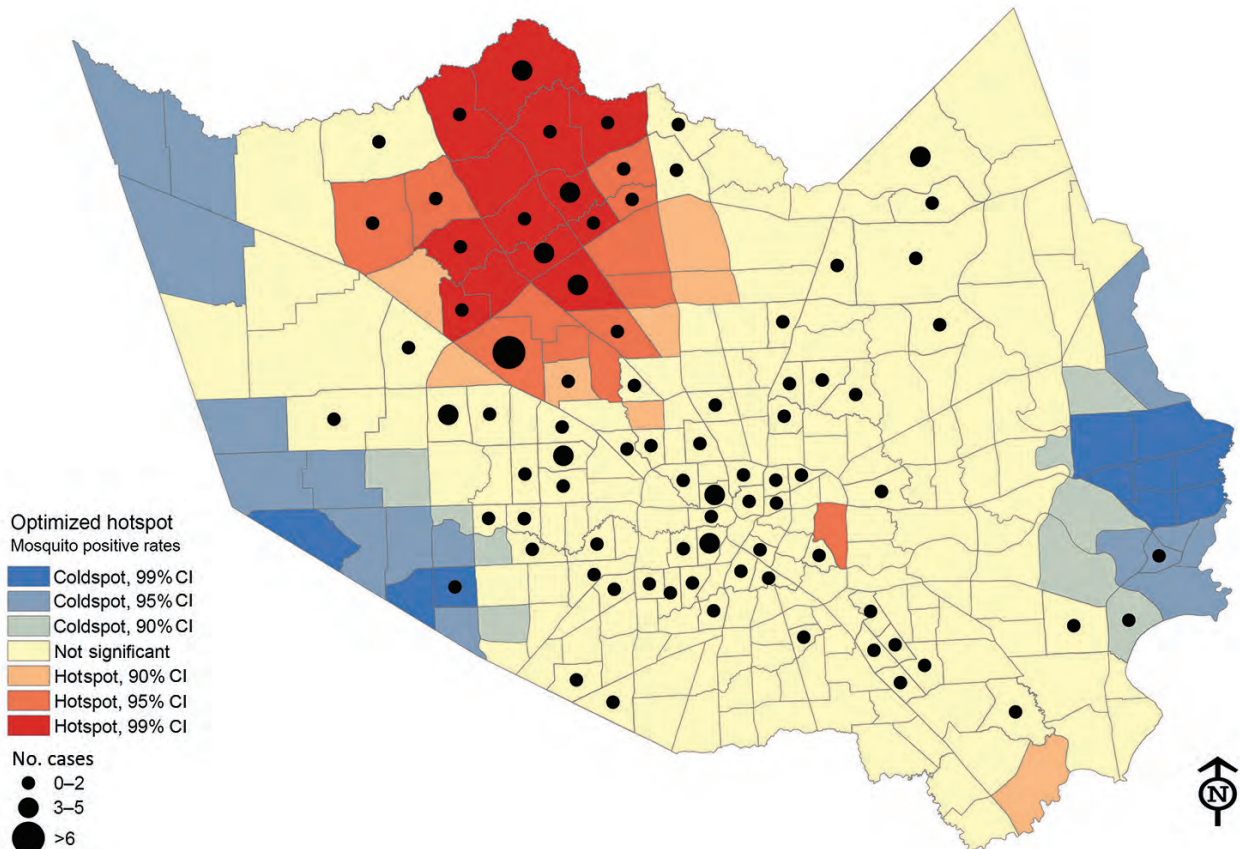 Optimized hotspot
Mosquito positive rates
Coldspot, 99% CI
Coldspot, 95% CI
Coldspot, 90% CI
Not significant
Hotspot, 90% CI
Hotspot, 95% CI
Hotspot, 99% CI
No. cases
0–2
3–5
>6
N